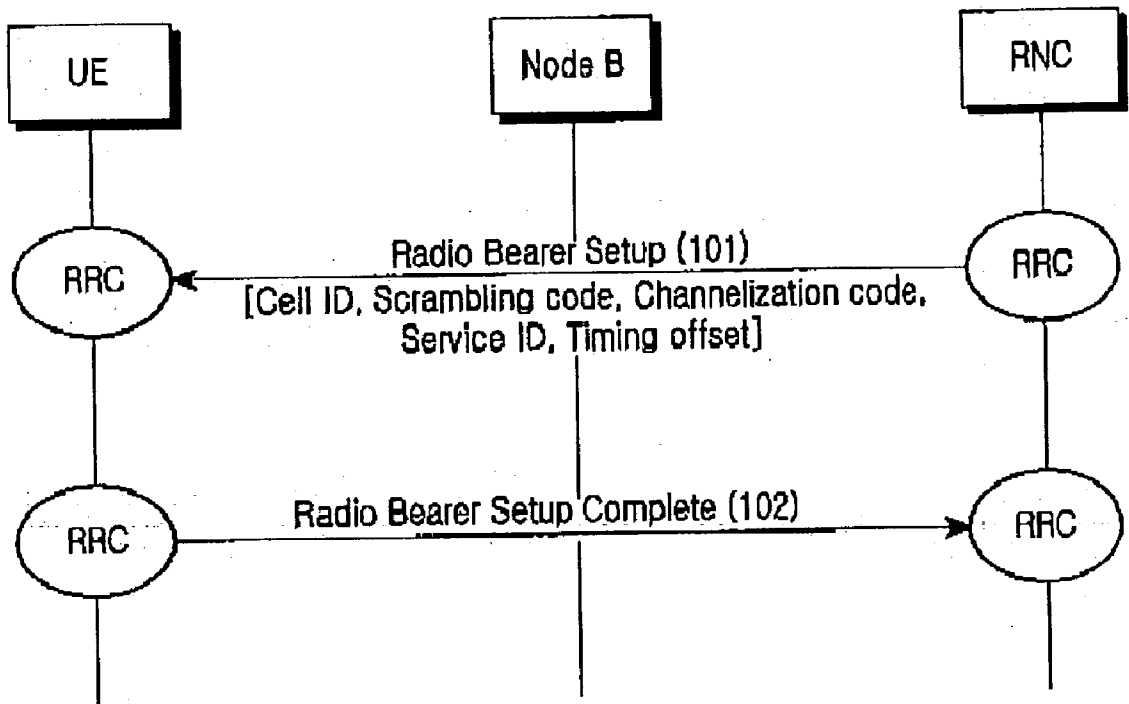 UE
Node B
RNC
RRC
Radio Bearer Setup (101)
RRC
[Cell ID, Scrambling code, Channelization code,
Service ID, Timing offset]
RRC
Radio Bearer Setup Complete (102)
RRC